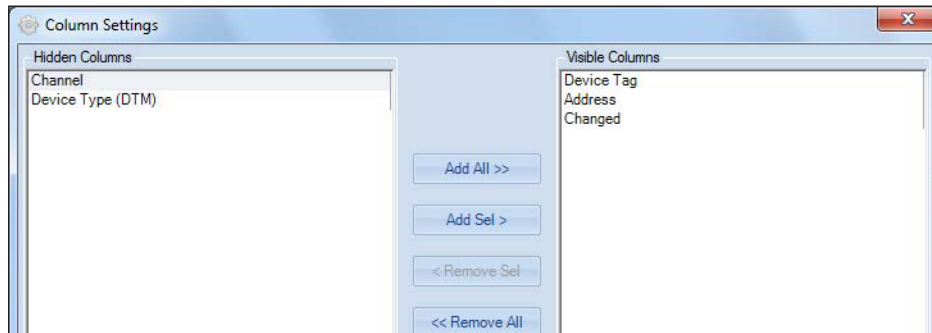 Column Settings
Hidden Columns
Channel
Device Type (DTM)
Add All >>
Add Sel >
< Remove Sel
<< Remove All
Visible Columns
Device Tag
Address
Changed